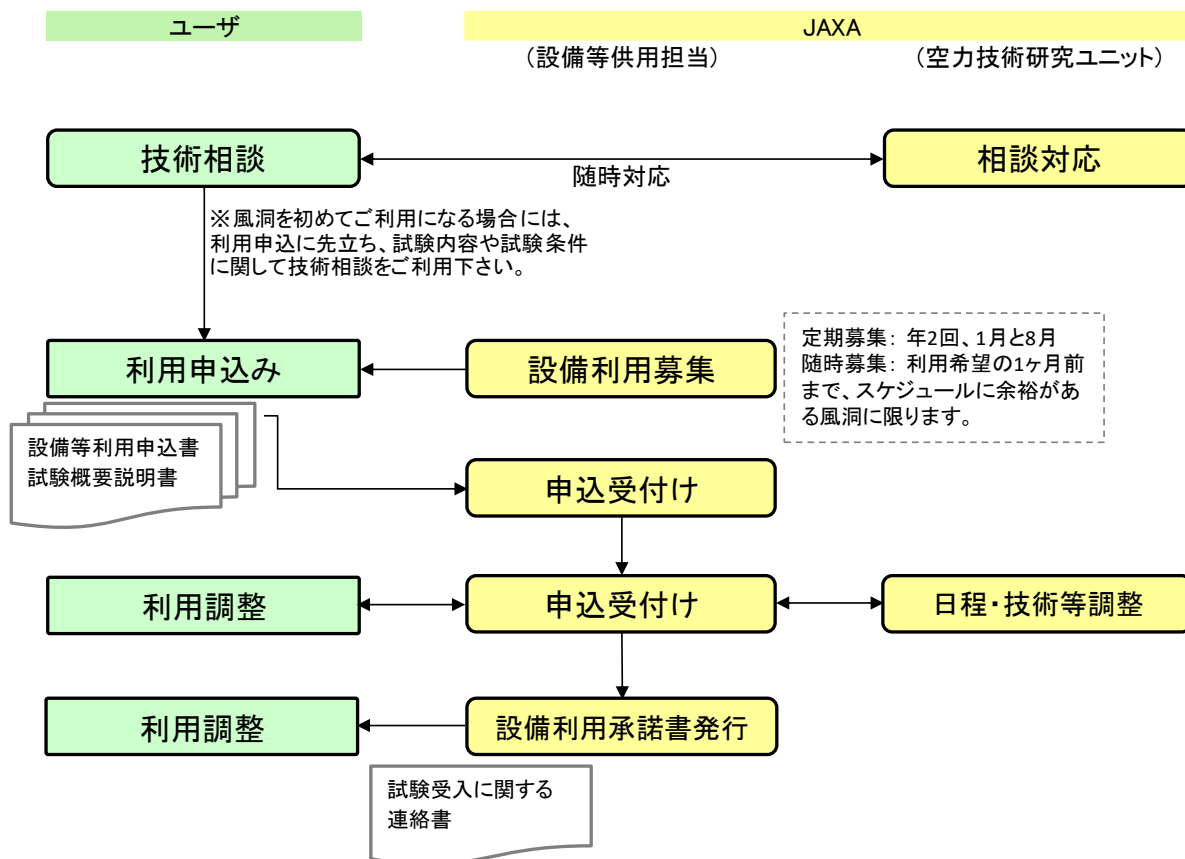 ユーザ
JAXA
（設備等供用担当）
（空力技術研究ユニット）
技術相談
随時対応
相談対応
※風洞を初めてご利用になる場合には、
利用申込に先立ち、試験内容や試験条件
に関して技術相談をご利用下さい。
利用申込み
設備利用募集
定期募集： 年2回、1月と8月
随時募集： 利用希望の1ヶ月前
まで、スケジュールに余裕があ
る風洞に限ります。
設備等利用申込書
試験概要説明書
申込受付け
利用調整
申込受付け
日程・技術等調整
利用調整
設備利用承諾書発行
試験受入に関する
連絡書